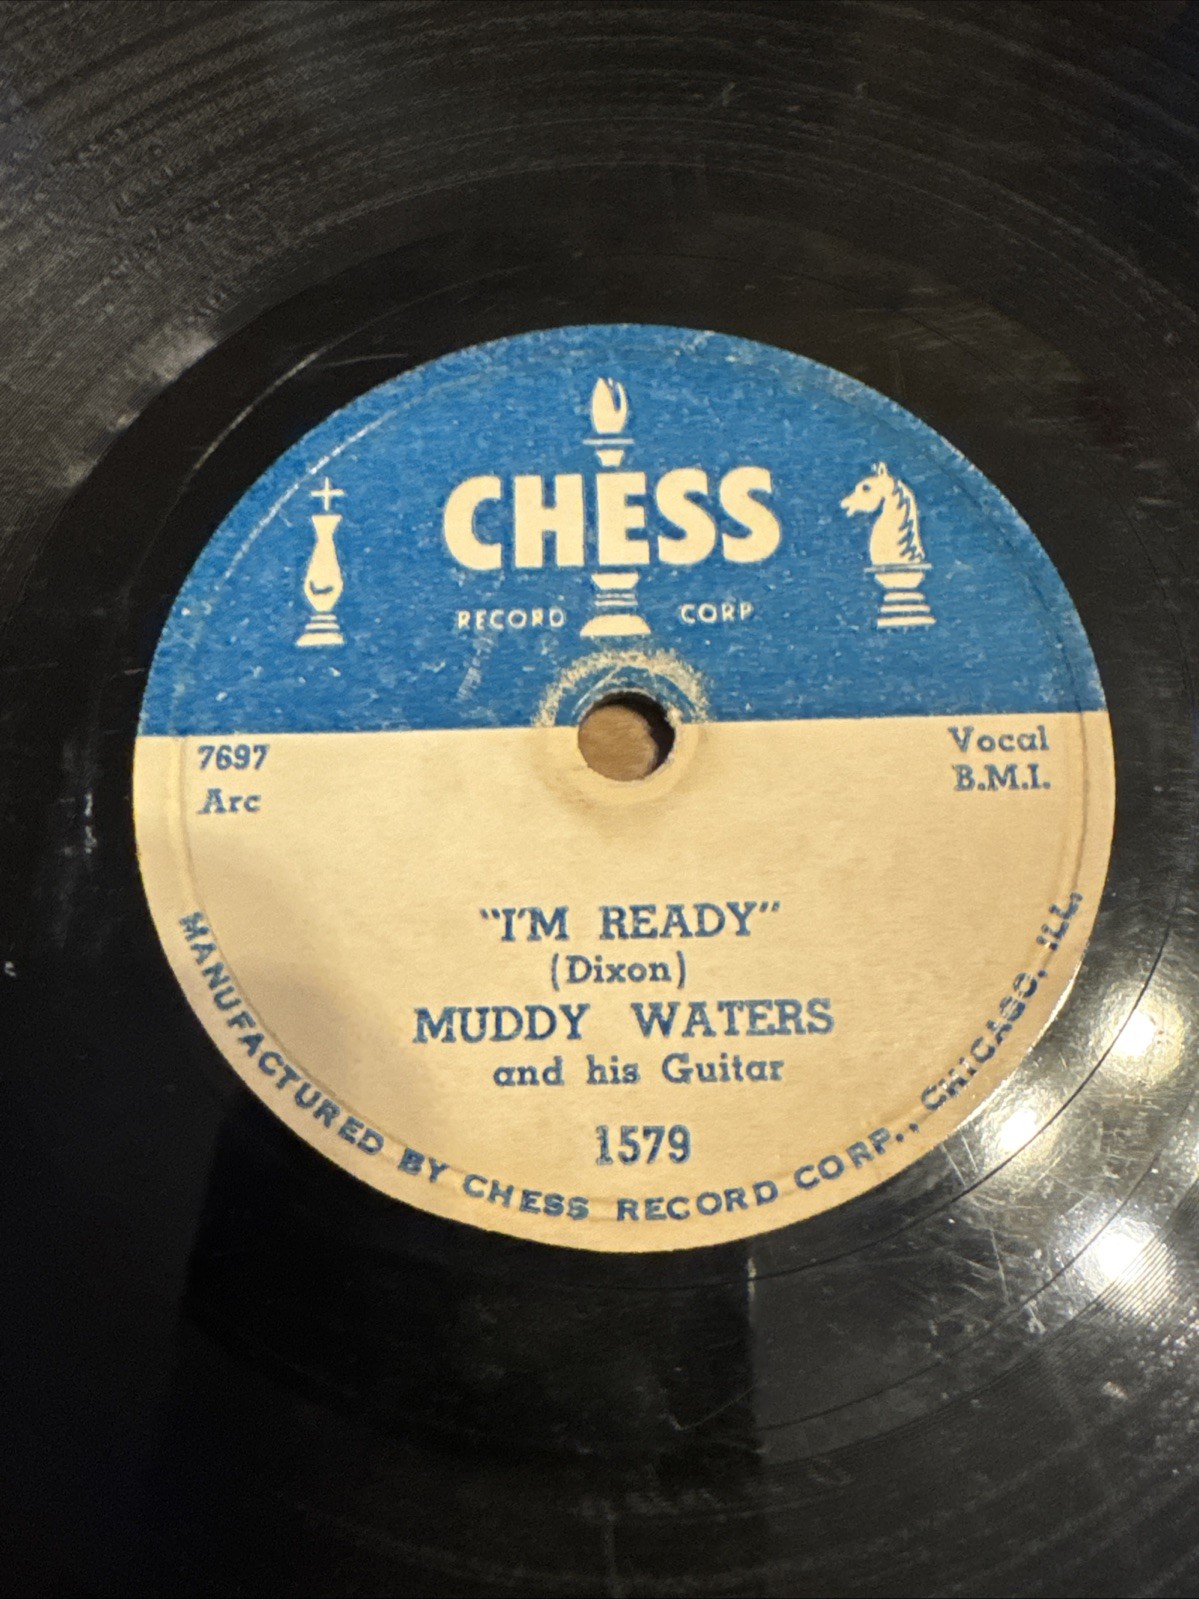 CHESS
RECORD CORP
7697
Arc
Vocal
B.M.I.
"I'M READY"
(Dixon)
MUDDY WATERS
and his Guitar
1579
MANUFACTURED BY CHESS RECORD CORP., CHICAGO, ILL.